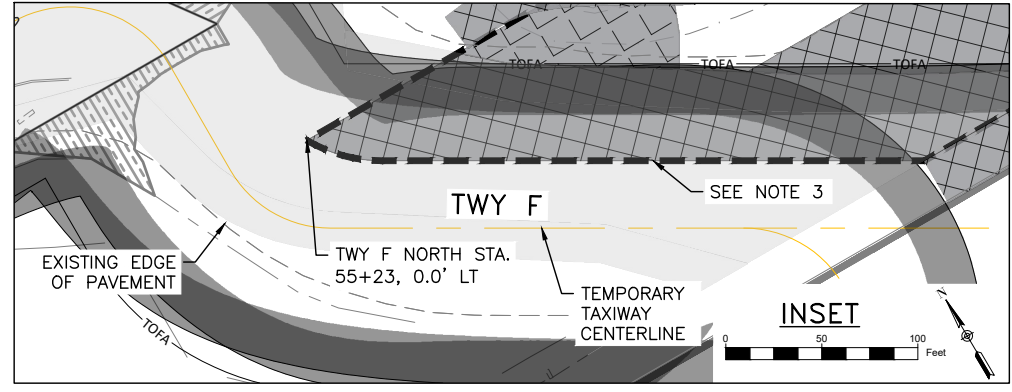 TOFA
TOFA
TOFA
TWY F
SEE NOTE 3
TWY F NORTH STA.
55+23, 0.0' LT
EXISTING EDGE
OF PAVEMENT
TEMPORARY
TAXIWAY
CENTERLINE
TOFA
INSET
N
0
50
100
Feet